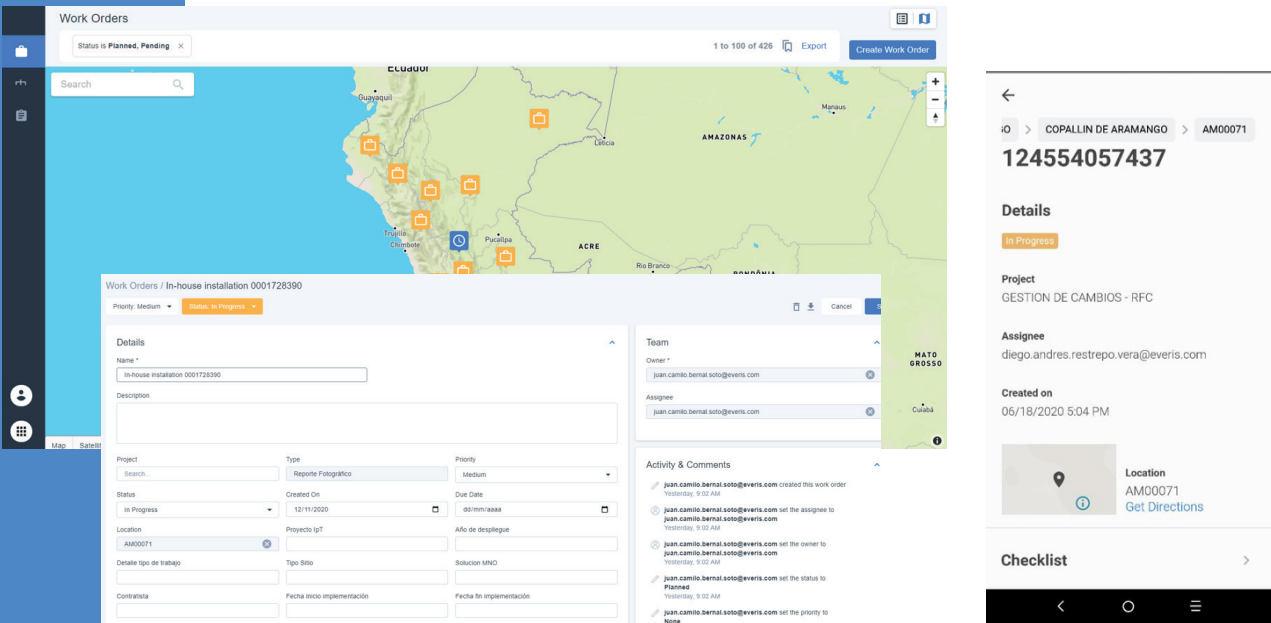 Work Orders
Status is Planned, Pending ×
1 to 100 of 426 Export
Create Work Order
Search
Ecuador
Guayaquil
Manaus
AMAZONAS
Leticia
Trujillo
Chimbote
Pucallpa
ACRE
Rio Branco
RONDÔNIA
MATO GROSSO
Cuiabá
Map Satellit
Work Orders / In-house installation 0001728390
Priority: Medium Status: In Progress
Cancel S
Details
Name *
In-house installation 0001728390
Description
Project Type Priority
Search... Reporte Fotográfico Medium
Status Created On Due Date
In Progress 12/11/2020 dd/mm/aaaa
Location Proyecto IpT Año de despliegue
AM00071
Detalle tipo de trabajo Tipo Sitio Solucion MNO
Contratista Fecha inicio implementación Fecha fin implementación
Team
Owner *
juan.camilo.bernal.soto@everis.com
Assignee
juan.camilo.bernal.soto@everis.com
Activity & Comments
juan.camilo.bernal.soto@everis.com created this work order
Yesterday, 9:02 AM
juan.camilo.bernal.soto@everis.com set the assignee to
juan.camilo.bernal.soto@everis.com
Yesterday, 9:02 AM
juan.camilo.bernal.soto@everis.com set the owner to
juan.camilo.bernal.soto@everis.com
Yesterday, 9:02 AM
juan.camilo.bernal.soto@everis.com set the status to
Planned
Yesterday, 9:02 AM
juan.camilo.bernal.soto@everis.com set the priority to
None
GO > COPALLIN DE ARAMANGO > AM00071
124554057437
Details
In Progress
Project
GESTION DE CAMBIOS - RFC
Assignee
diego.andres.restrepo.vera@everis.com
Created on
06/18/2020 5:04 PM
Location
AM00071
Get Directions
Checklist